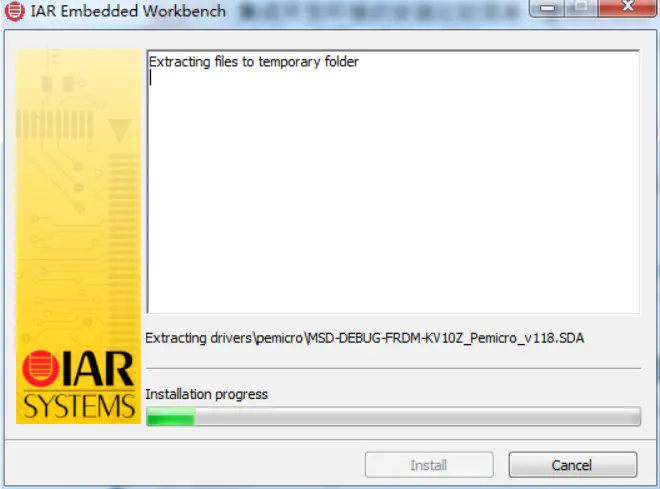 IAR Embedded Workbench
Extracting files to temporary folder
Extracting drivers\pemicro\MSD-DEBUG-FRDM-KV10Z_Pemicro_v118.SDA
IAR
SYSTEMS
Installation progress
Install
Cancel